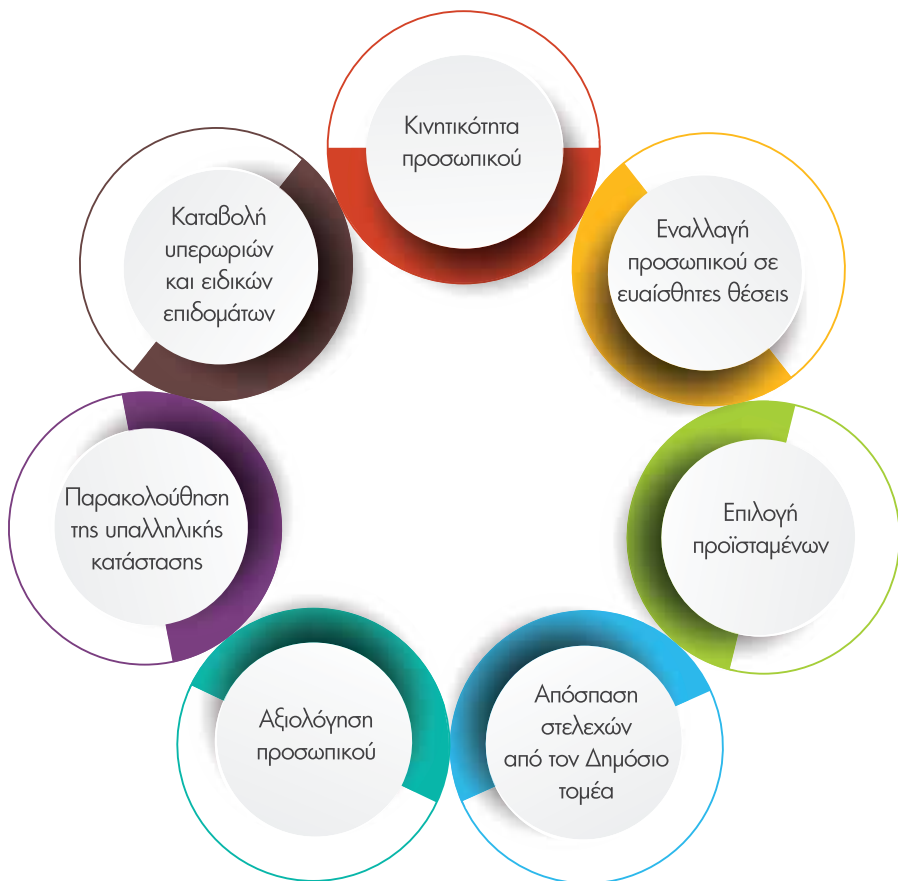 Κινητικότητα
προσωπικού
Εναλλαγή
προσωπικού σε
ευαίσθητες θέσεις
Επιλογή
προϊσταμένων
Απόσπαση
στελεχών
από τον Δημόσιο
τομέα
Αξιολόγηση
προσωπικού
Παρακολούθηση
της υπαλληλικής
κατάστασης
Καταβολή
υπερωριών
και ειδικών
επιδομάτων